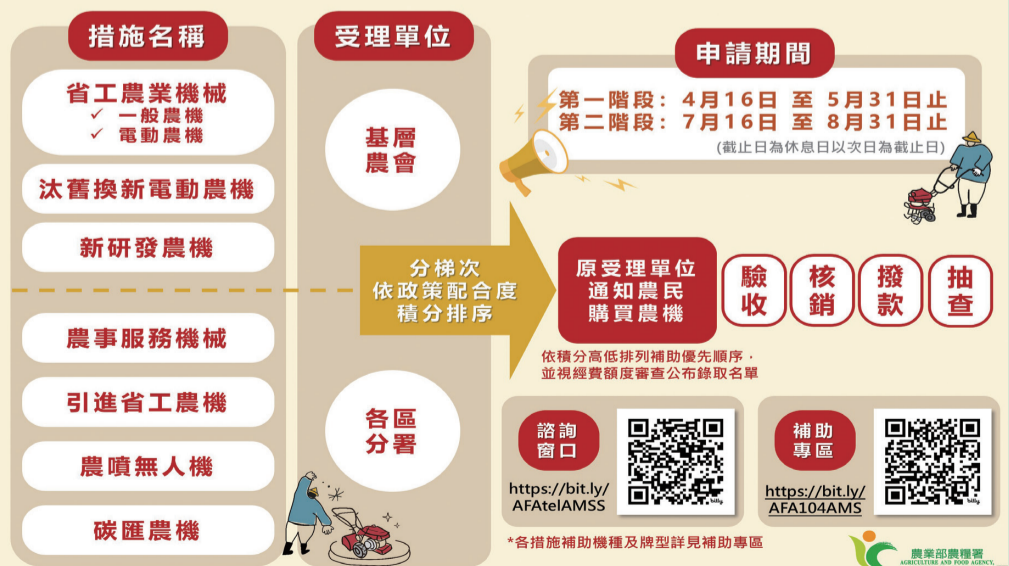 措施名稱
省工農業機械
✓ 一般農機
✓ 電動農機
汰舊換新電動農機
新研發農機
農事服務機械
引進省工農機
農噴無人機
碳匯農機
受理單位
基層
農會
各區
分署
分梯次
依政策配合度
積分排序
申請期間
第一階段：4月16日 至 5月31日止
第二階段：7月16日 至 8月31日止
(截止日為休息日以次日為截止日)
原受理單位
通知農民
購買農機
驗收
核銷
撥款
抽查
依積分高低排列補助優先順序，
並視經費額度審查公布錄取名單
諮詢
窗口
https://bit.ly/
AFAtelAMSS
bitly
補助
專區
https://bit.ly/
AFA104AMS
bitly
*各措施補助機種及牌型詳見補助專區
農業部農糧署
AGRICULTURE AND FOOD AGENCY,